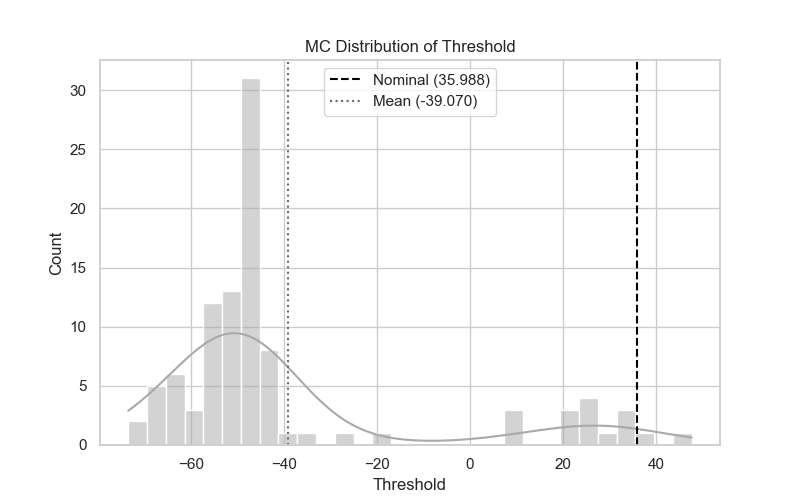 MC Distribution of Threshold
Nominal (35.988)
Mean (-39.070)
30
25
20
15
10
5
0
Count
−60
−40
−20
0
20
40
Threshold